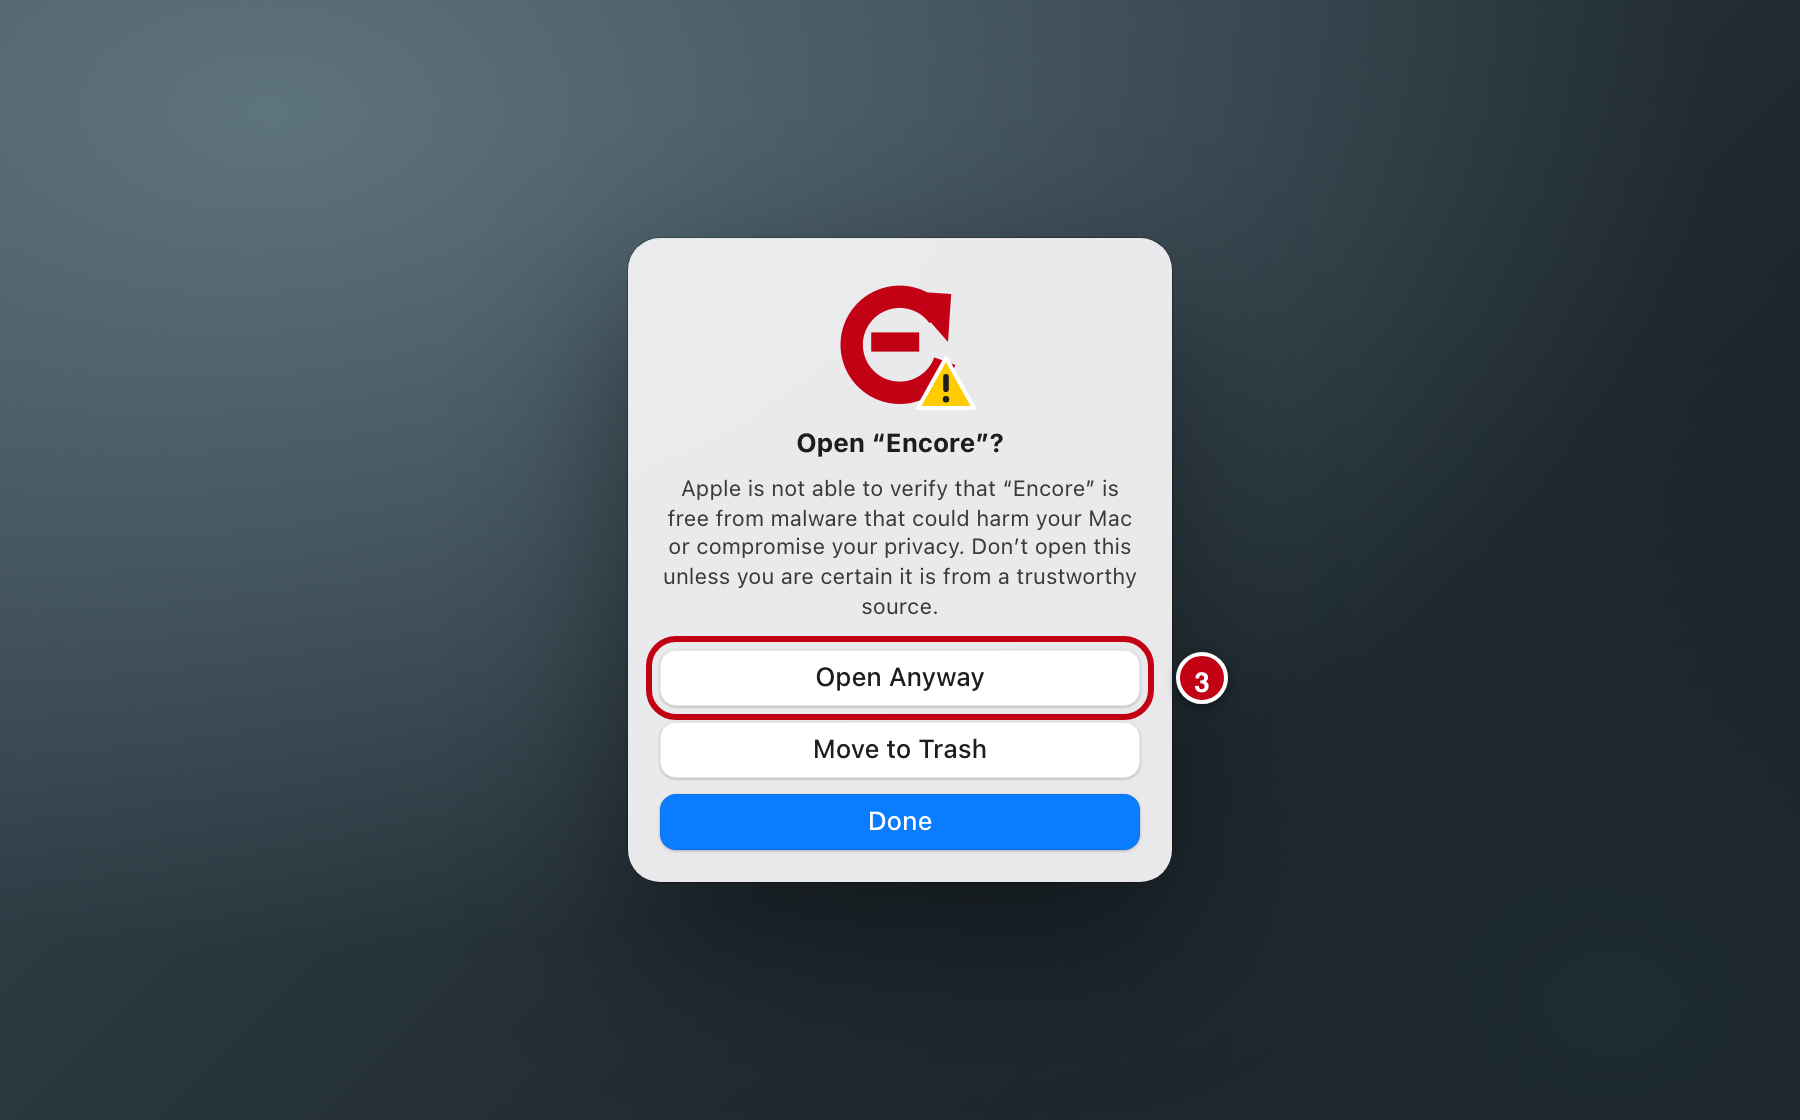 Open “Encore”?
Apple is not able to verify that “Encore” is
free from malware that could harm your Mac
or compromise your privacy. Don’t open this
unless you are certain it is from a trustworthy
source.
Open Anyway
3
Move to Trash
Done